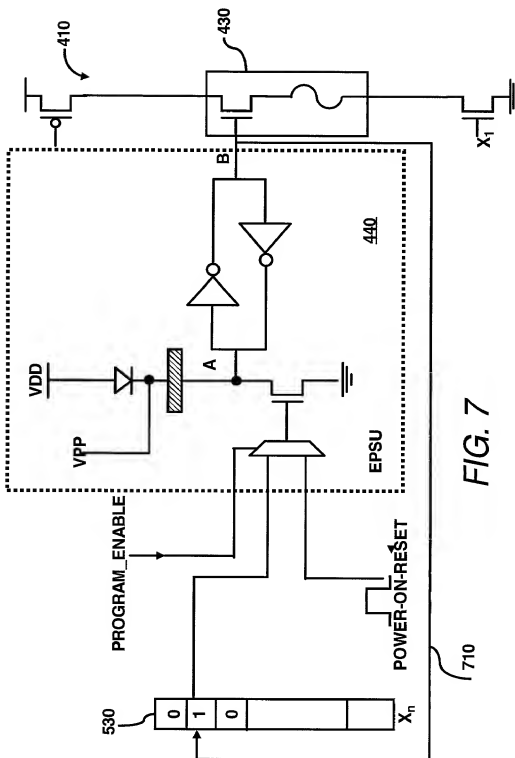 410
430
VDD
VPP
A
B
440
EPSU
X1
PROGRAM_ENABLE
POWER-ON-RESET
530
0
1
0
Xn
710
FIG. 7